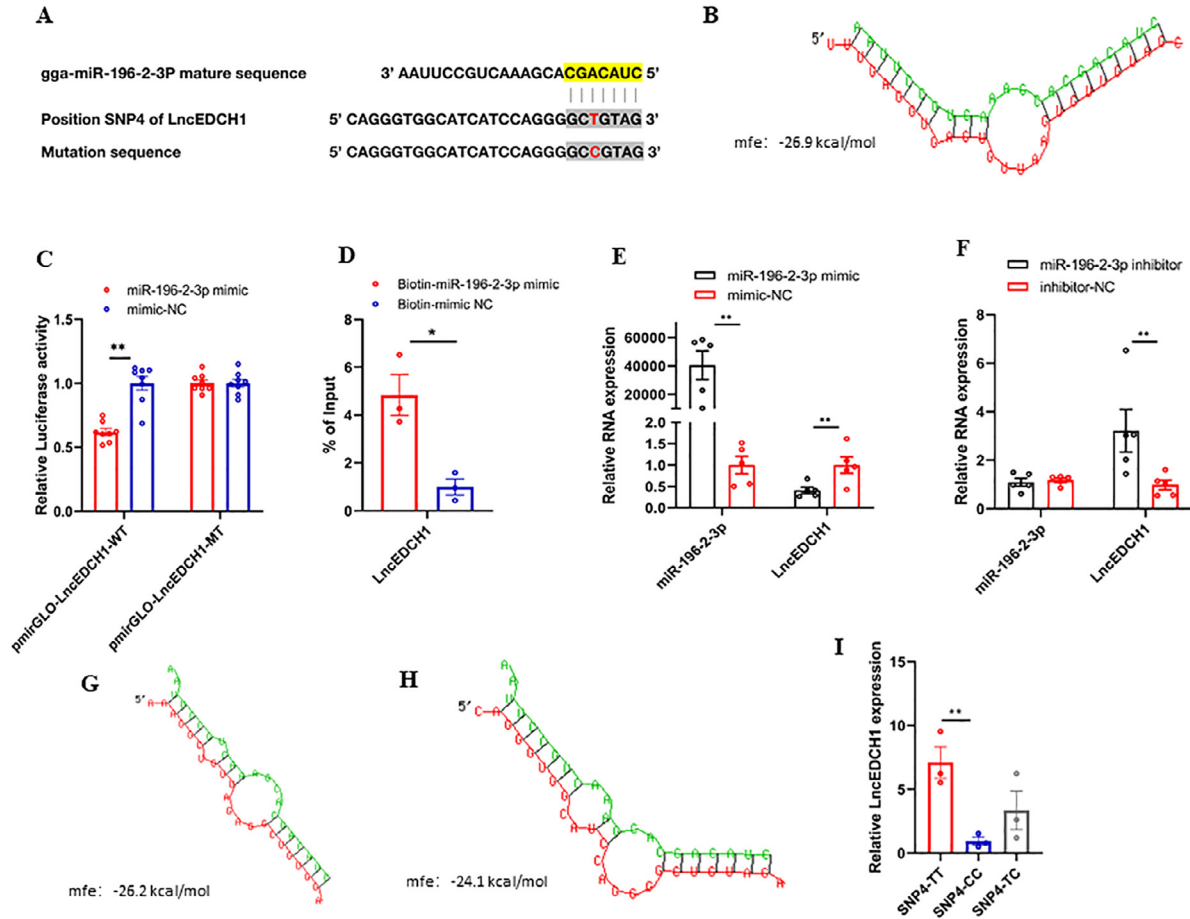 A
gga-miR-196-2-3P mature sequence
3' AAUUCCGUCAAAGCACGACAUC 5'
Position SNP4 of LncEDCH1
5' CAGGGTGGCATCATCCAGGGGCTGTAG 3'
Mutation sequence
5' CAGGGTGGCATCATCCAGGGGCCGTAG 3'
B
5'
mfe: -26.9 kcal/mol
C
miR-196-2-3p mimic
mimic-NC
Relative Luciferase activity
1.5
1.0
0.5
0.0
**
pmirGLO-LncEDCH1-WT
pmirGLO-LncEDCH1-MT
D
Biotin-miR-196-2-3p mimic
Biotin-mimic NC
% of Input
8
6
4
2
0
*
LncEDCH1
E
miR-196-2-3p mimic
mimic-NC
Relative RNA expression
60000
40000
20000
2.0
1.5
1.0
0.5
0.0
**
**
miR-196-2-3p
LncEDCH1
F
miR-196-2-3p inhibitor
inhibitor-NC
Relative RNA expression
8
6
4
2
0
**
miR-196-2-3p
LncEDCH1
G
5'
mfe: -26.2 kcal/mol
H
5'
mfe: -24.1 kcal/mol
I
Relative LncEDCH1 expression
15
10
5
0
**
SNP4-TT
SNP4-CC
SNP4-TC